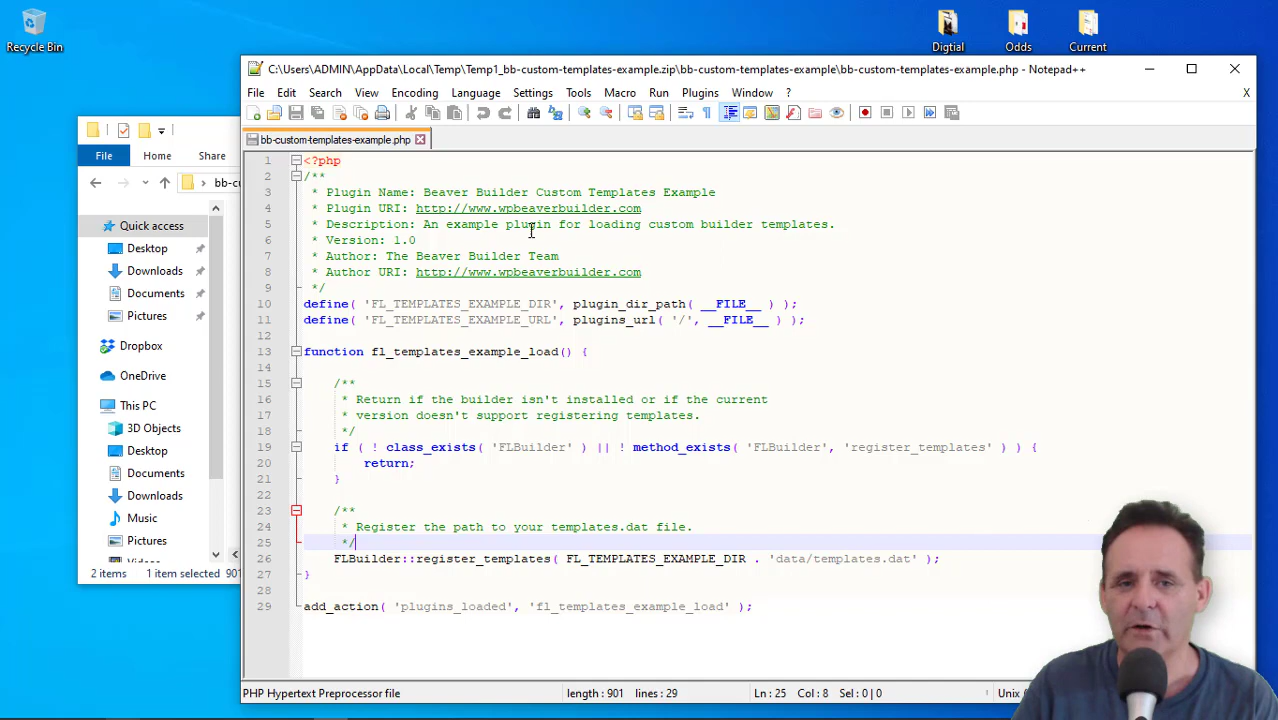 Recycle Bin
Digtial
Odds
Current
C:\Users\ADMIN\AppData\Local\Temp\Temp1_bb-custom-templates-example.zip\bb-custom-templates-example\bb-custom-templates-example.php - Notepad++
File Edit Search View Encoding Language Settings Tools Macro Run Plugins Window ? X
bb-custom-templates-example.php
File Home Share
bb-cu
Quick access
Desktop
Downloads
Documents
Pictures
Dropbox
OneDrive
This PC
3D Objects
Desktop
Documents
Downloads
Music
Pictures
2 items 1 item selected 901
1 <?php
2 /**
3 * Plugin Name: Beaver Builder Custom Templates Example
4 * Plugin URI: http://www.wpbeaverbuilder.com
5 * Description: An example plugin for loading custom builder templates.
6 * Version: 1.0
7 * Author: The Beaver Builder Team
8 * Author URI: http://www.wpbeaverbuilder.com
9 */
10 define( 'FL_TEMPLATES_EXAMPLE_DIR', plugin_dir_path( __FILE__ ) );
11 define( 'FL_TEMPLATES_EXAMPLE_URL', plugins_url( '/', __FILE__ ) );
12
13 function fl_templates_example_load() {
14
15 /**
16 * Return if the builder isn't installed or if the current
17 * version doesn't support registering templates.
18 */
19 if ( ! class_exists( 'FLBuilder' ) || ! method_exists( 'FLBuilder', 'register_templates' ) ) {
20 return;
21 }
22
23 /**
24 * Register the path to your templates.dat file.
25 */
26 FLBuilder::register_templates( FL_TEMPLATES_EXAMPLE_DIR . 'data/templates.dat' );
27 }
28
29 add_action( 'plugins_loaded', 'fl_templates_example_load' );
PHP Hypertext Preprocessor file length : 901 lines : 29 Ln : 25 Col : 8 Sel : 0 | 0 Unix